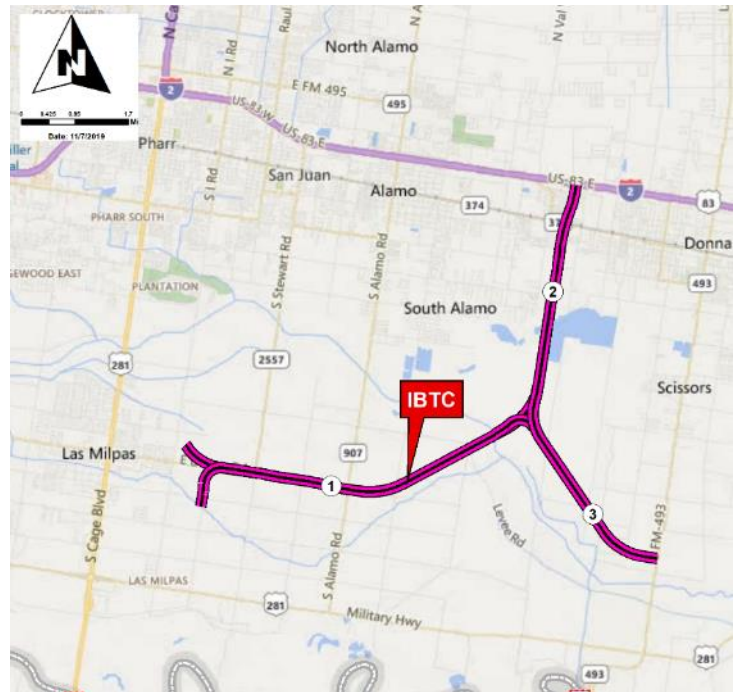 CLOCKTOWER
N Ca
N I Rd
Raul
N A
N Val V
North Alamo
N
2
E FM 495
495
US-83-W
US-83-E
0 0.425 0.85 1.7
Mi
Date: 11/7/2019
Pharr
San Juan
Alamo
US-83-E
2
83
S I Rd
374
Donna
PHARR SOUTH
S Stewart Rd
S Alamo Rd
493
EDGEWOOD EAST
PLANTATION
2
South Alamo
281
2557
Scissors
IBTC
Las Milpas
907
1
3
Levee Rd
FM-493
S Cage Blvd
S Alamo Rd
LAS MILPAS
281
Military Hwy
281
493